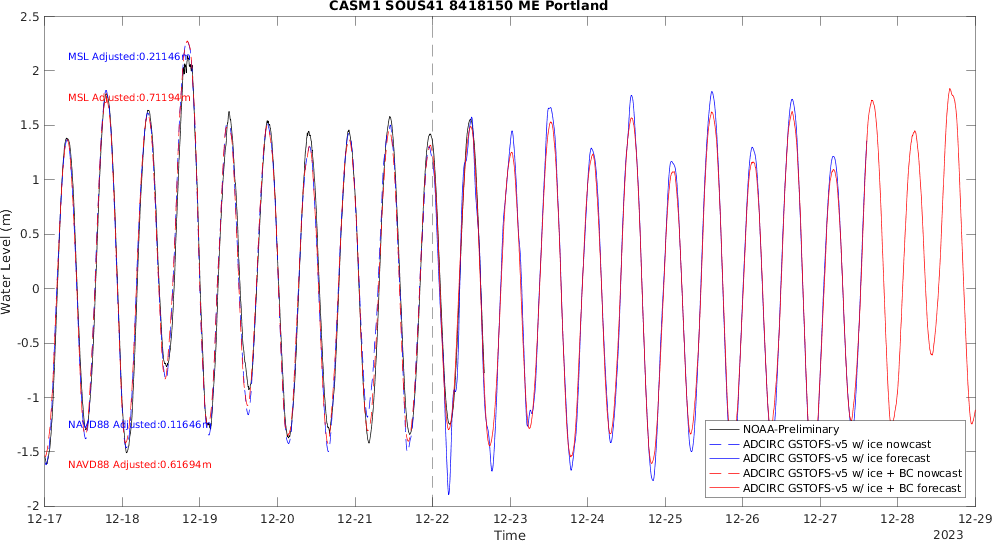 CASM1 SOUS41 8418150 ME Portland
2.5
2
1.5
1
0.5
0
-0.5
-1
-1.5
-2
Water Level (m)
MSL Adjusted:0.21146m
MSL Adjusted:0.71194m
NAVD88 Adjusted:0.11646m
NAVD88 Adjusted:0.61694m
NOAA-Preliminary
ADCIRC GSTOFS-v5 w/ ice nowcast
ADCIRC GSTOFS-v5 w/ ice forecast
ADCIRC GSTOFS-v5 w/ ice + BC nowcast
ADCIRC GSTOFS-v5 w/ ice + BC forecast
12-17 12-18 12-19 12-20 12-21 12-22 12-23 12-24 12-25 12-26 12-27 12-28 12-29
Time
2023